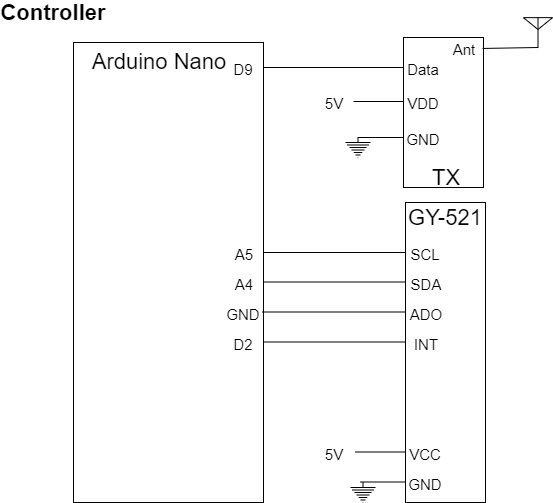 Controller
Arduino Nano
D9
Ant
Data
5V
VDD
GND
TX
GY-521
A5
SCL
A4
SDA
GND
ADO
D2
INT
5V
VCC
GND